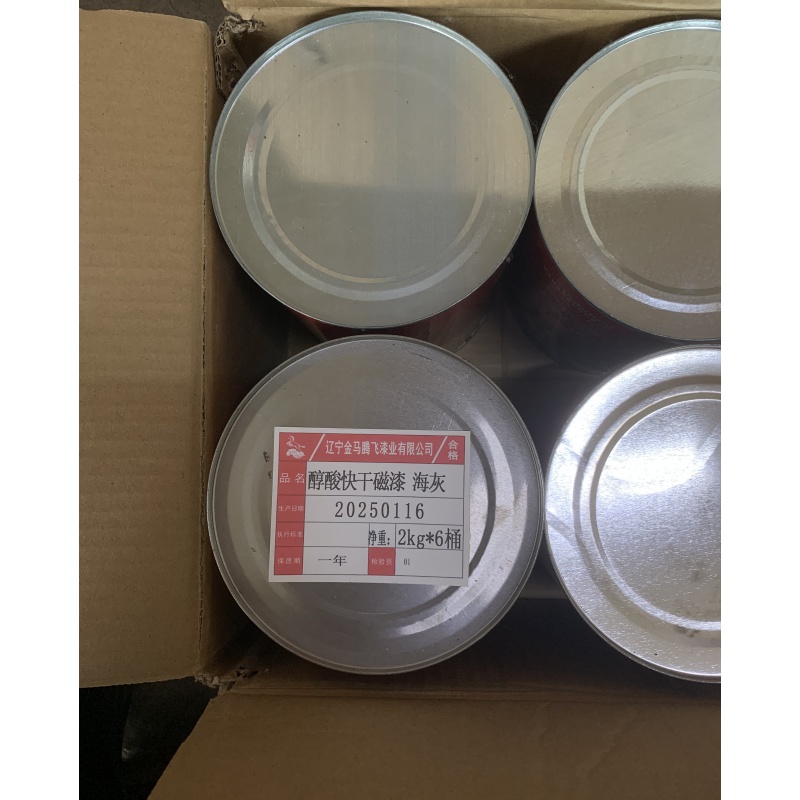 辽宁金马腾飞漆业有限公司 合格
品名 醇酸快干磁漆 海灰
生产日期 20250116
执行标准 净重: 2kg*6桶
保质期 一年 检验员 01